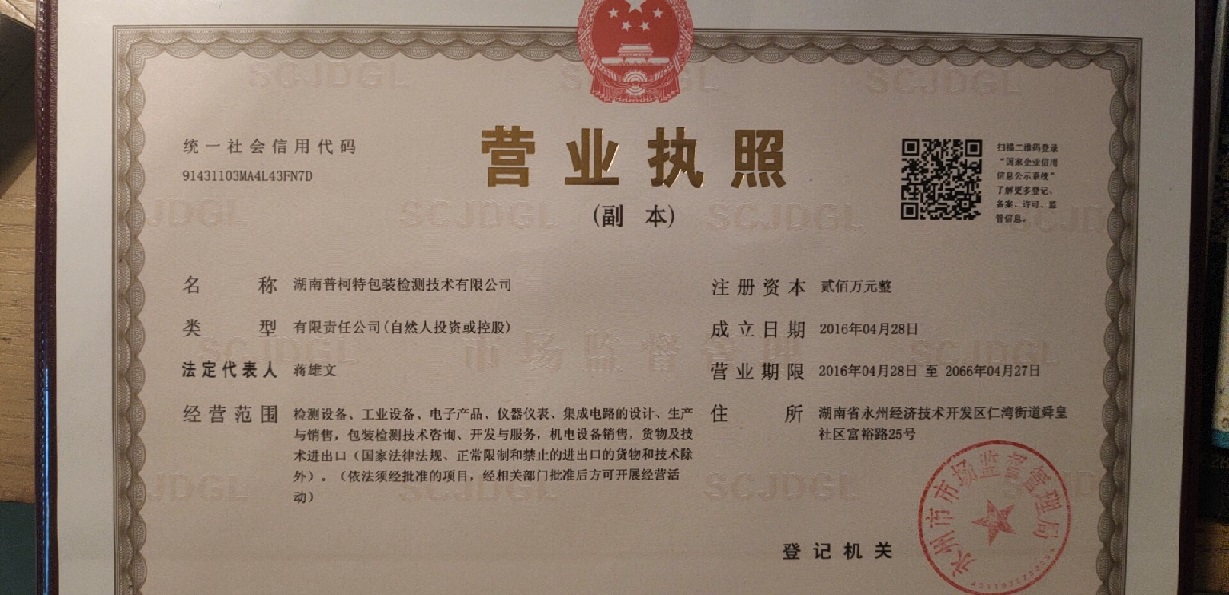 统一社会信用代码
91431103MA4L43FN7D
营业执照
(副 本)
扫描二维码登录
“国家企业信用
信息公示系统”
了解更多登记、
备案、许可、监
管信息。
名 称 湖南普柯特包装检测技术有限公司
类 型 有限责任公司(自然人投资或控股)
法定代表人 蒋雄文
经营范围 检测设备、工业设备、电子产品、仪器仪表、集成电路的设计、生产
与销售,包装检测技术咨询、开发与服务,机电设备销售,货物及技
术进出口(国家法律法规、正常限制和禁止的进出口的货物和技术除
外)。(依法须经批准的项目,经相关部门批准后方可开展经营活
动)
注册资本 贰佰万元整
成立日期 2016年04月28日
营业期限 2016年04月28日 至 2066年04月27日
住 所 湖南省永州经济技术开发区仁湾街道舜皇
社区富裕路25号
登记机关
永州市市场监督管理局
SCJDGL
市场监督管理